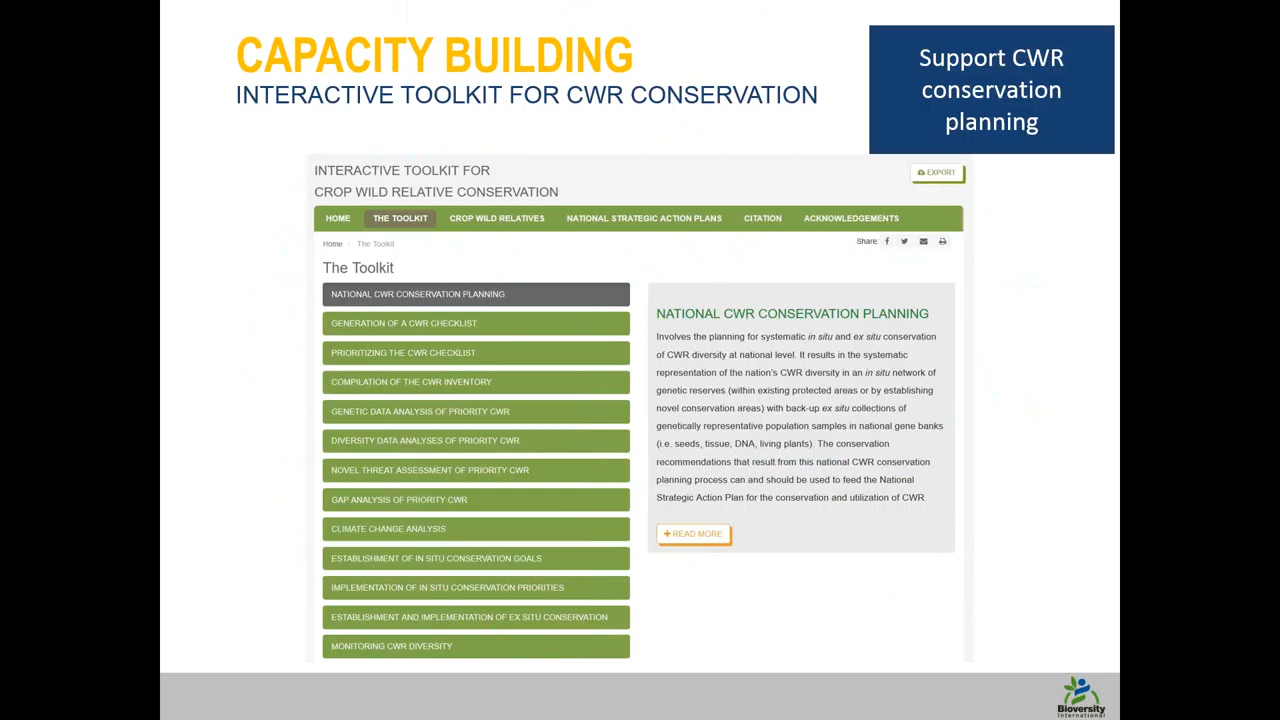 CAPACITY BUILDING
INTERACTIVE TOOLKIT FOR CWR CONSERVATION
Support CWR
conservation
planning
INTERACTIVE TOOLKIT FOR
CROP WILD RELATIVE CONSERVATION
EXPORT
HOME THE TOOLKIT CROP WILD RELATIVES NATIONAL STRATEGIC ACTION PLANS CITATION ACKNOWLEDGEMENTS
Home / The Toolkit
Share:
The Toolkit
NATIONAL CWR CONSERVATION PLANNING
GENERATION OF A CWR CHECKLIST
PRIORITIZING THE CWR CHECKLIST
COMPILATION OF THE CWR INVENTORY
GENETIC DATA ANALYSIS OF PRIORITY CWR
DIVERSITY DATA ANALYSES OF PRIORITY CWR
NOVEL THREAT ASSESSMENT OF PRIORITY CWR
GAP ANALYSIS OF PRIORITY CWR
CLIMATE CHANGE ANALYSIS
ESTABLISHMENT OF IN SITU CONSERVATION GOALS
IMPLEMENTATION OF IN SITU CONSERVATION PRIORITIES
ESTABLISHMENT AND IMPLEMENTATION OF EX SITU CONSERVATION
MONITORING CWR DIVERSITY
NATIONAL CWR CONSERVATION PLANNING
Involves the planning for systematic in situ and ex situ conservation
of CWR diversity at national level. It results in the systematic
representation of the nation's CWR diversity in an in situ network of
genetic reserves (within existing protected areas or by establishing
novel conservation areas) with back-up ex situ collections of
genetically representative population samples in national gene banks
(i.e. seeds, tissue, DNA, living plants). The conservation
recommendations that result from this national CWR conservation
planning process can and should be used to feed the National
Strategic Action Plan for the conservation and utilization of CWR.
+ READ MORE
Bioversity
International